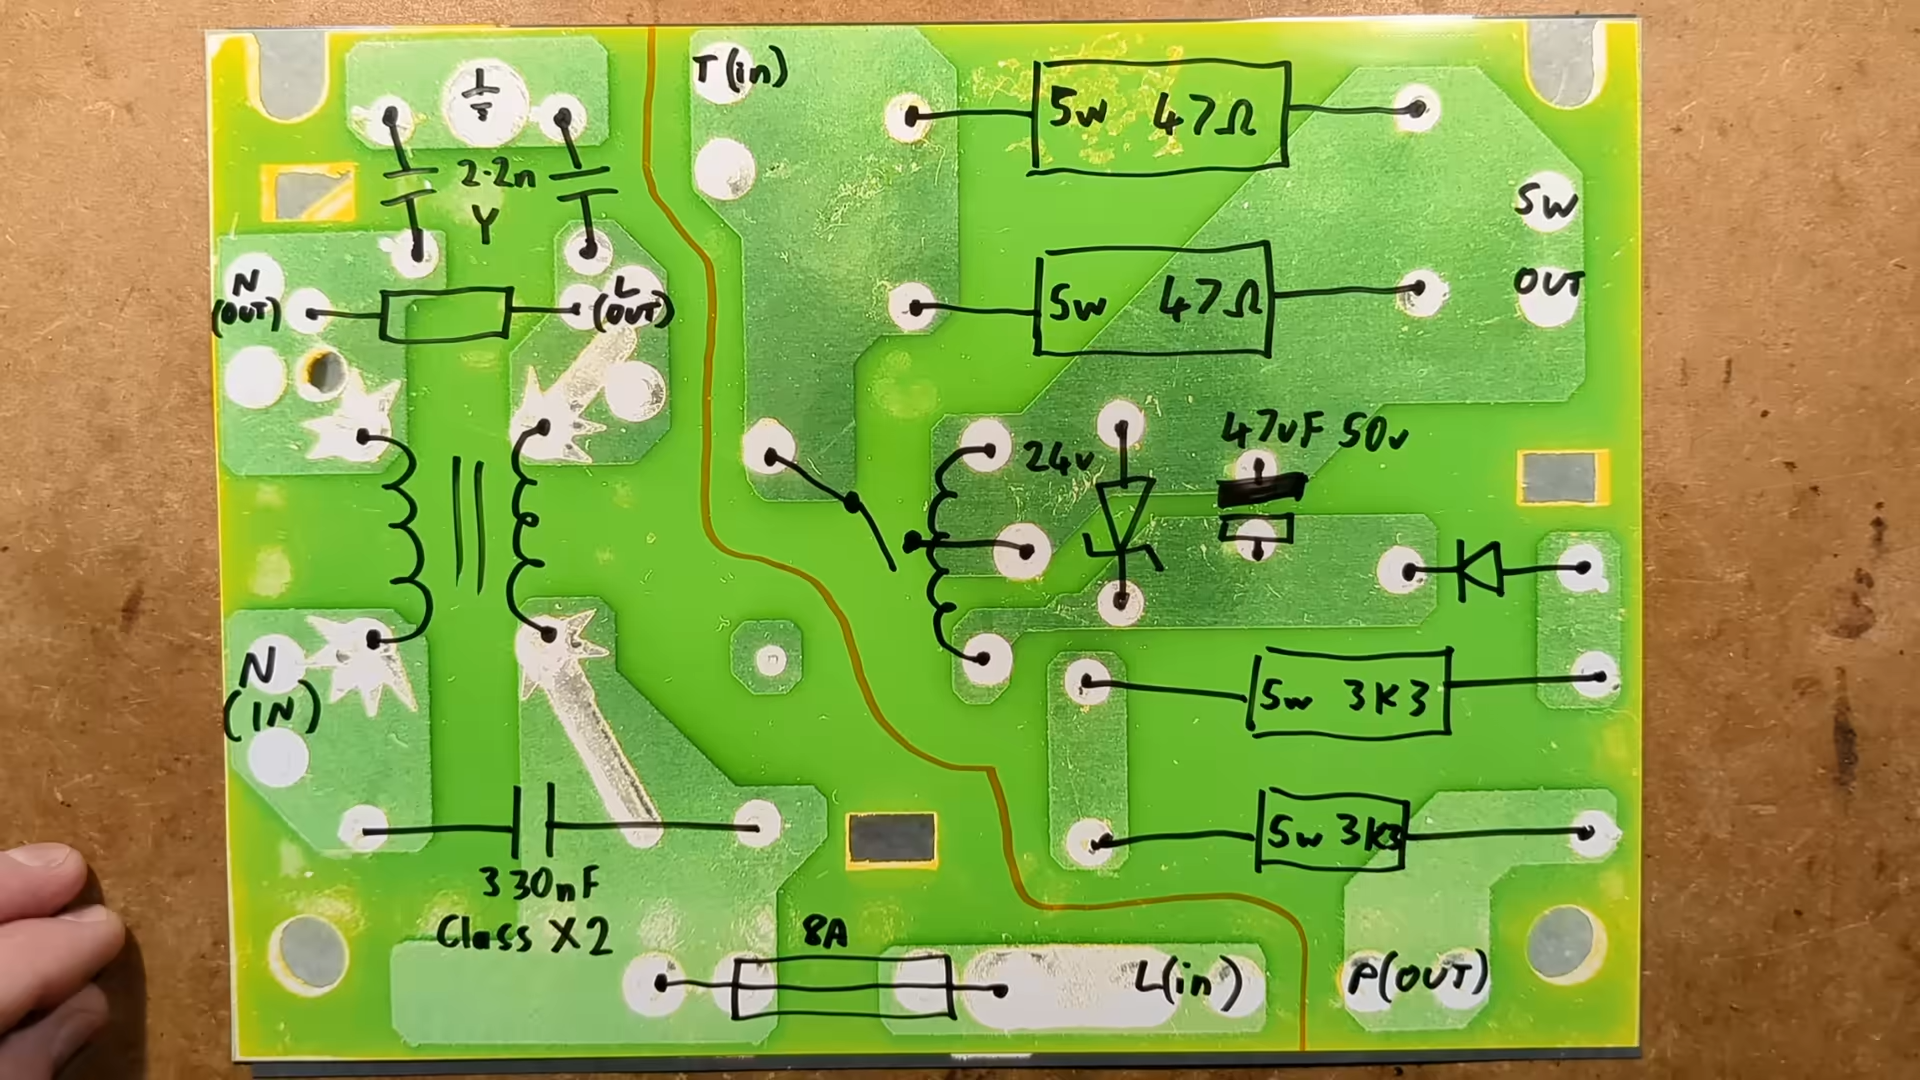 T(in)
5W 47Ω
2.2n
Y
SW
OUT
N
(OUT)
L
(OUT)
5W 47Ω
24v
47uF 50v
N
(IN)
5W 3K3
5W 3K3
330nF
Class X2
8A
L(in)
P(OUT)